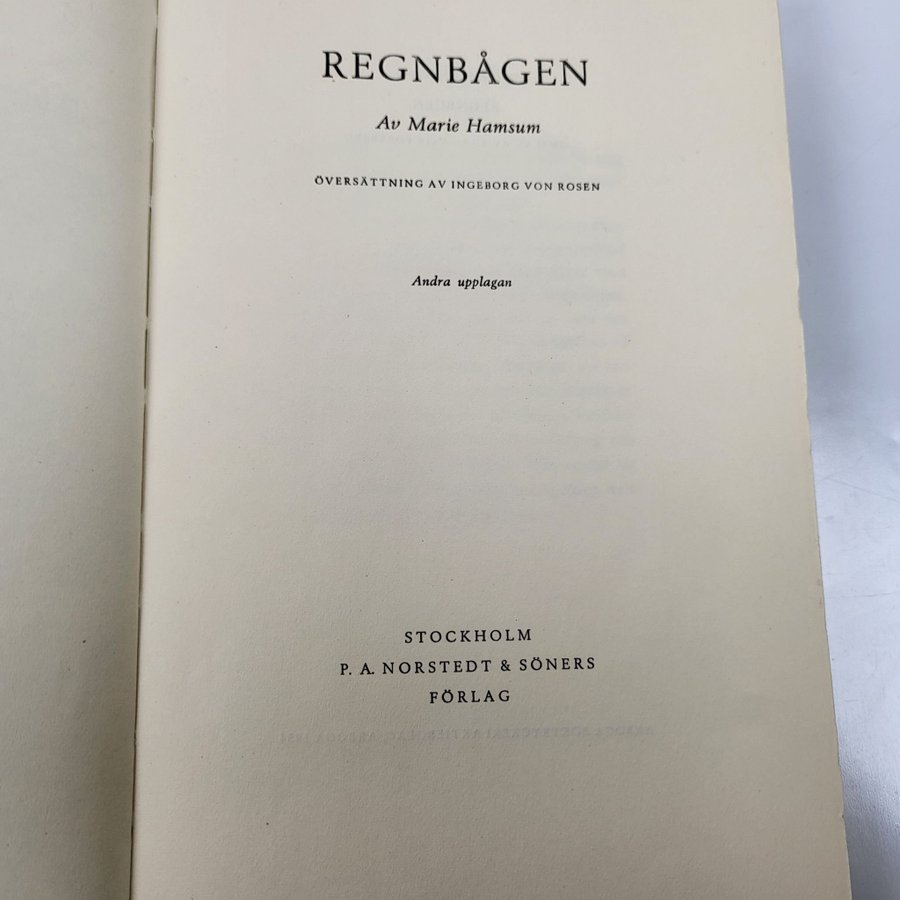 REGNBÅGEN
Av Marie Hamsum
ÖVERSÄTTNING AV INGEBORG VON ROSEN
Andra upplagan
STOCKHOLM
P. A. NORSTEDT & SÖNERS
FÖRLAG